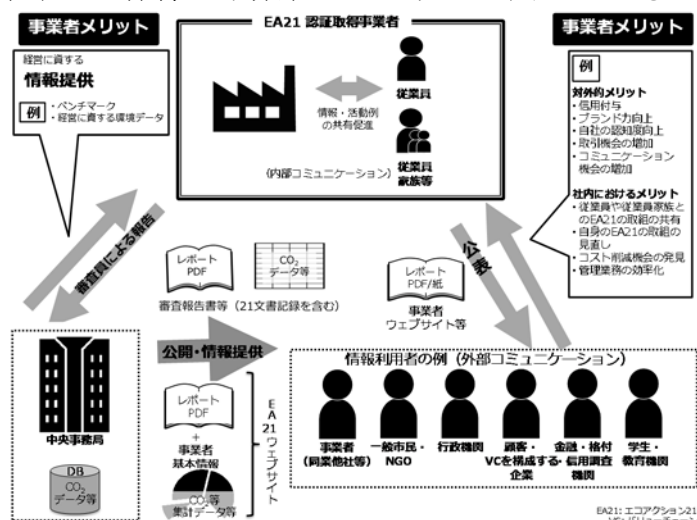 事業者メリット
経営に資する
情報提供
例
・ベンチマーク
・経営に資する環境データ
EA21 認証取得事業者
情報・活動例
の共有促進
従業員
(内部コミュニケーション)
従業員
家族等
事業者メリット
例
対外的メリット
・信用付与
・ブランド力向上
・自社の認知度向上
・取引機会の増加
・コミュニケーション
機会の増加
社内におけるメリット
・従業員や従業員家族と
のEA21の取組の共有
・自身のEA21の取組の
見直し
・コスト削減機会の発見
・管理業務の効率化
審査員による報告
レポート
PDF
CO2
データ等
審査報告書等（21文書記録を含む）
レポート
PDF/紙
事業者
ウェブサイト等
公表
中央事務局
DB
CO2
データ等
公開・情報提供
レポート
PDF
+
事業者
基本情報
CO2等
集計データ等
EA21ウェブサイト
情報利用者の例（外部コミュニケーション）
事業者
（同業他社等）
一般市民・
NGO
行政機関
顧客・
VCを構成する
企業
金融・格付
・信用調査
機関
学生・
教育機関
EA21: エコアクション21